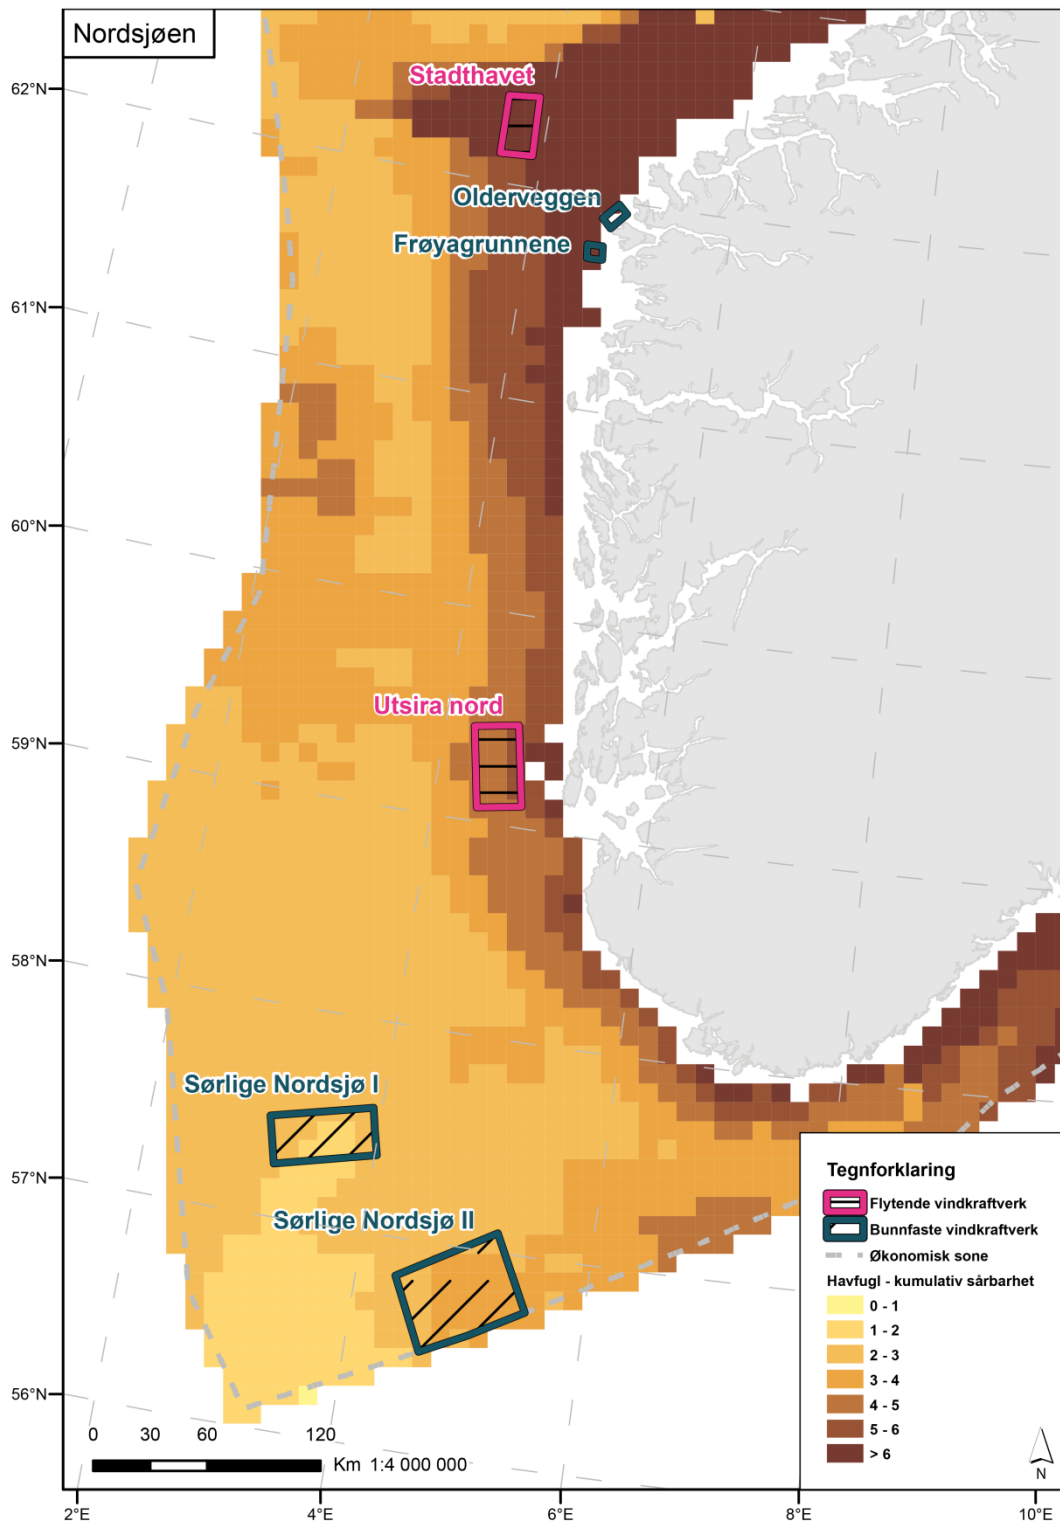 Nordsjøen
62°N
61°N
60°N
59°N
58°N
57°N
56°N
Stadthavet
Olderveggen
Frøyagrunnene
Utsira nord
Sørlige Nordsjø I
Sørlige Nordsjø II
Tegnforklaring
Flytende vindkraftverk
Bunnfaste vindkraftverk
Økonomisk sone
Havfugl - kumulativ sårbarhet
0 - 1
1 - 2
2 - 3
3 - 4
4 - 5
5 - 6
> 6
N
0 30 60 120
Km 1:4 000 000
2°E 4°E 6°E 8°E 10°E